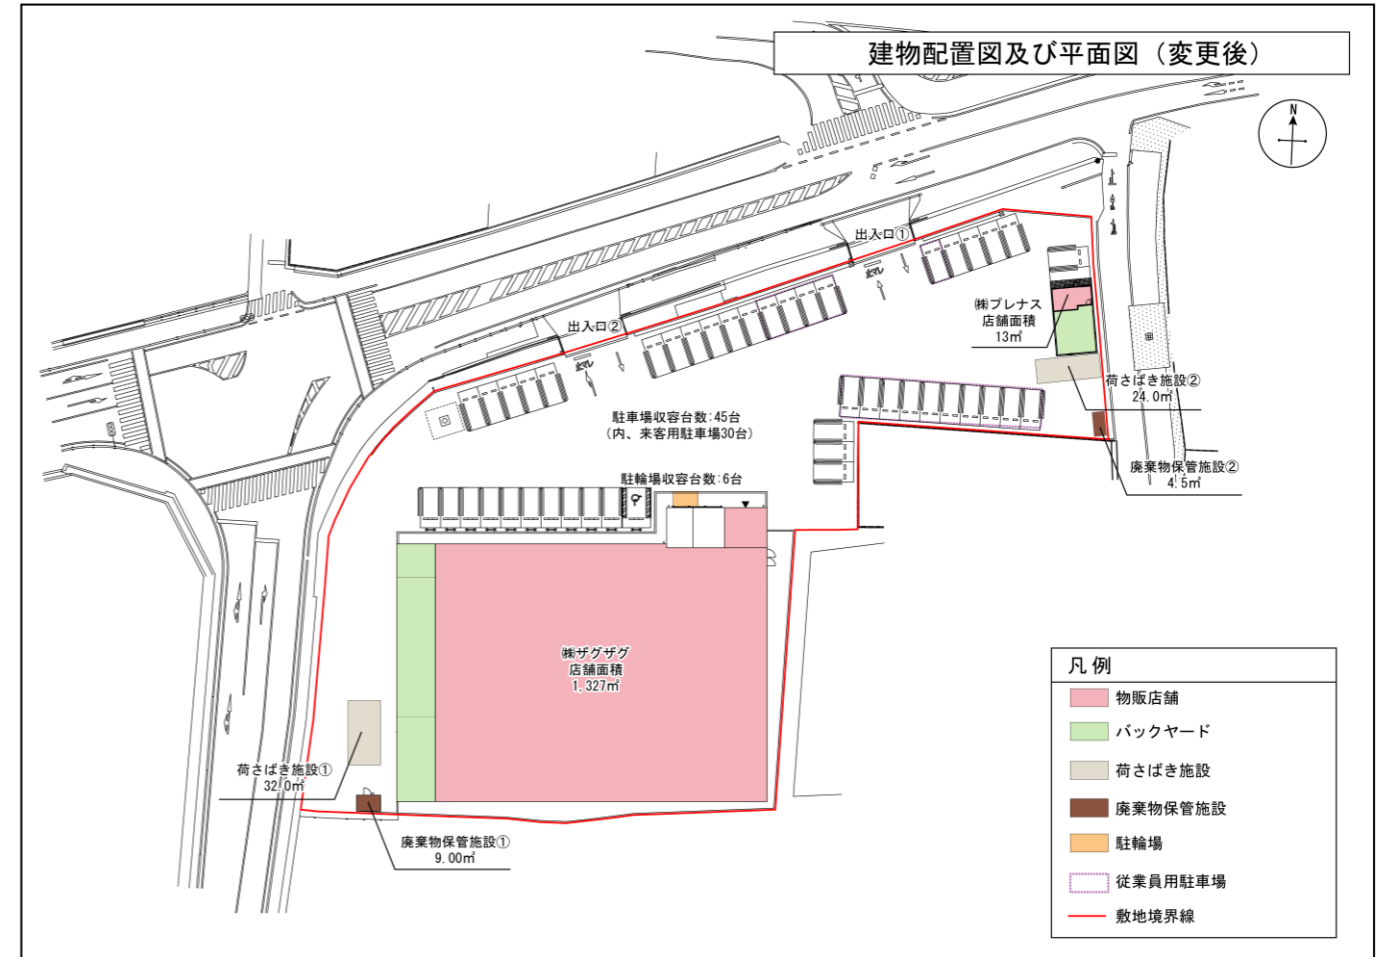 建物配置図及び平面図（変更後）
N
出入口①
出入口②
㈱プレナス
店舗面積
13㎡
荷さばき施設②
24.0㎡
駐車場収容台数:45台
（内、来客用駐車場30台）
廃棄物保管施設②
4.5㎡
駐輪場収容台数:6台
㈱ザグザグ
店舗面積
1,327㎡
荷さばき施設①
32.0㎡
廃棄物保管施設①
9.00㎡
凡例
物販店舗
バックヤード
荷さばき施設
廃棄物保管施設
駐輪場
従業員用駐車場
敷地境界線